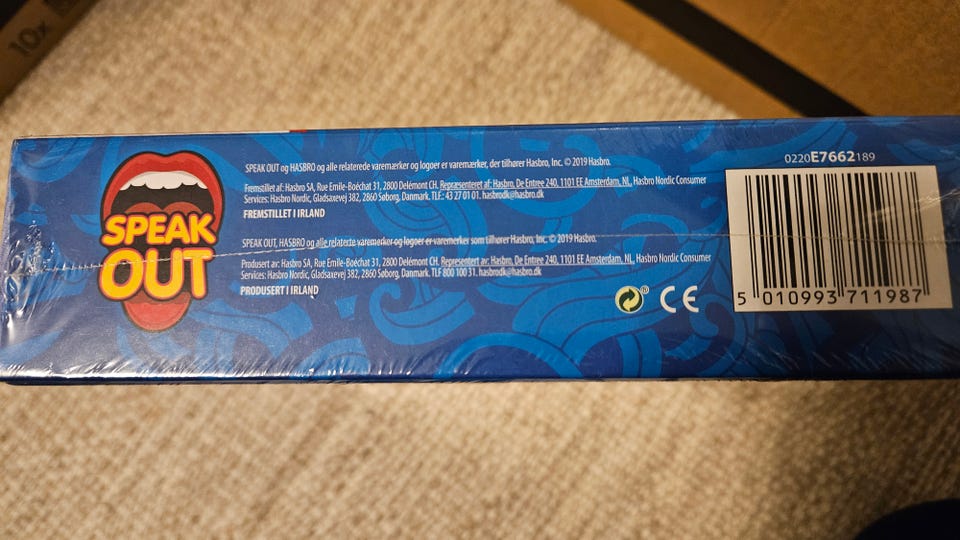 10x
SPEAK
OUT
SPEAK OUT og HASBRO og alle relaterede varemærker og logoer er varemærker, der tilhører Hasbro, Inc. © 2019 Hasbro.
Fremstillet af: Hasbro SA, Rue Emile-Boéchat 31, 2800 Delémont CH. Repræsenteret af: Hasbro, De Entree 240, 1101 EE Amsterdam, NL, Hasbro Nordic Consumer
Services: Hasbro Nordic, Gladsaxevej 382, 2860 Søborg, Danmark. TLF.: 43 27 01 01. hasbrodk@hasbro.dk
FREMSTILLET I IRLAND
SPEAK OUT, HASBRO og alle relaterte varemerker og logoer er varemerker som tilhører Hasbro, Inc. © 2019 Hasbro.
Produsert av: Hasbro SA, Rue Emile-Boéchat 31, 2800 Delémont CH. Representert av: Hasbro, De Entree 240, 1101 EE Amsterdam, NL. Hasbro Nordic Consumer
Services: Hasbro Nordic, Gladsaxevej 382, 2860 Søborg, Danmark. TLF 800 100 31. hasbrodk@hasbro.dk
PRODUSERT I IRLAND
CE
0220E7662189
5 010993 711987